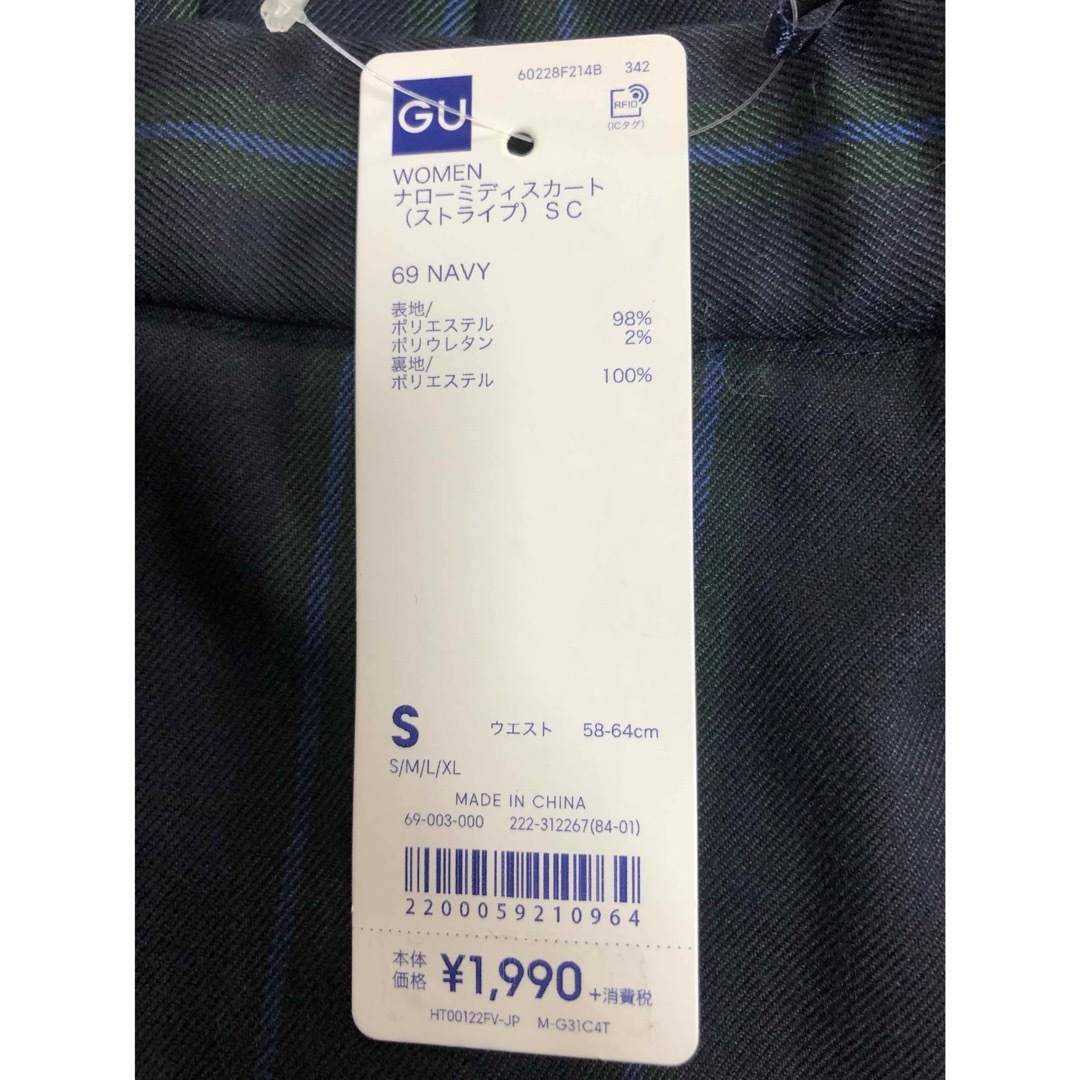 60228F214B 342
GU
RFID
(ICタグ)
WOMEN
ナローミディスカート
（ストライプ）ＳＣ
69 NAVY
表地/
ポリエステル 98%
ポリウレタン 2%
裏地/
ポリエステル 100%
S ウエスト 58-64cm
S/M/L/XL
MADE IN CHINA
69-003-000 222-312267(84-01)
2200059210964
本体
価格 ¥1,990 +消費税
HT00122FV-JP M-G31C4T